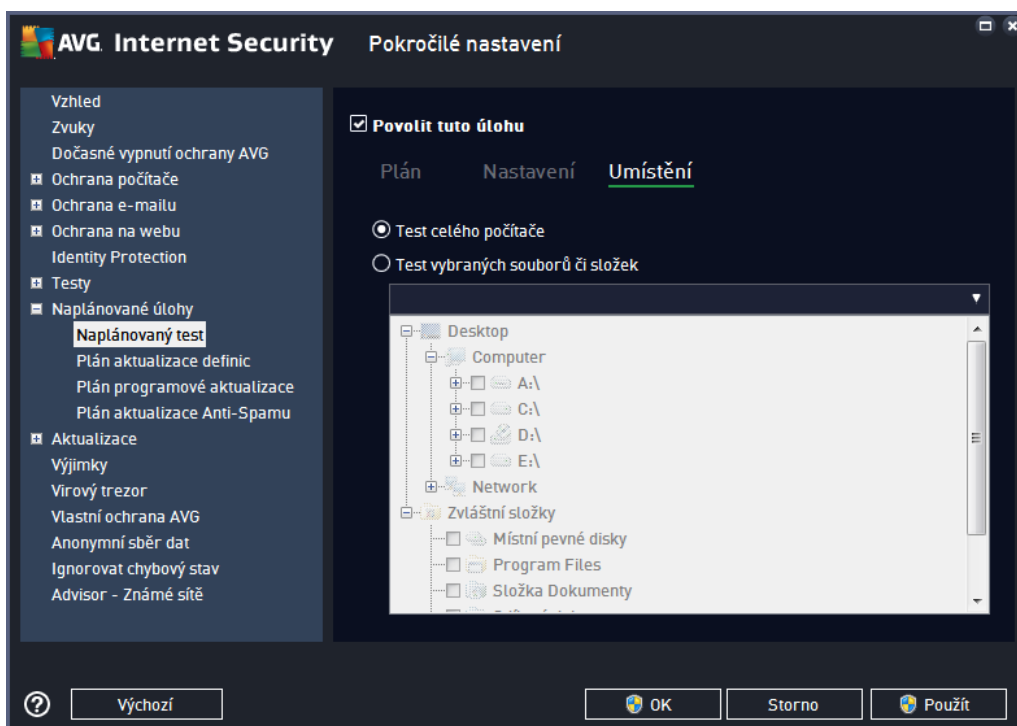 AVG. Internet Security
Pokročilé nastavení
Vzhled
Zvuky
Dočasné vypnutí ochrany AVG
Ochrana počítače
Ochrana e-mailu
Ochrana na webu
Identity Protection
Testy
Naplánované úlohy
Naplánovaný test
Plán aktualizace definic
Plán programové aktualizace
Plán aktualizace Anti-Spamu
Aktualizace
Výjimky
Virový trezor
Vlastní ochrana AVG
Anonymní sběr dat
Ignorovat chybový stav
Advisor - Známé sítě
Povolit tuto úlohu
Plán Nastavení Umístění
Test celého počítače
Test vybraných souborů či složek
Desktop
Computer
A:\
C:\
D:\
E:\
Network
Zvláštní složky
Místní pevné disky
Program Files
Složka Dokumenty
? Výchozí OK Storno Použít